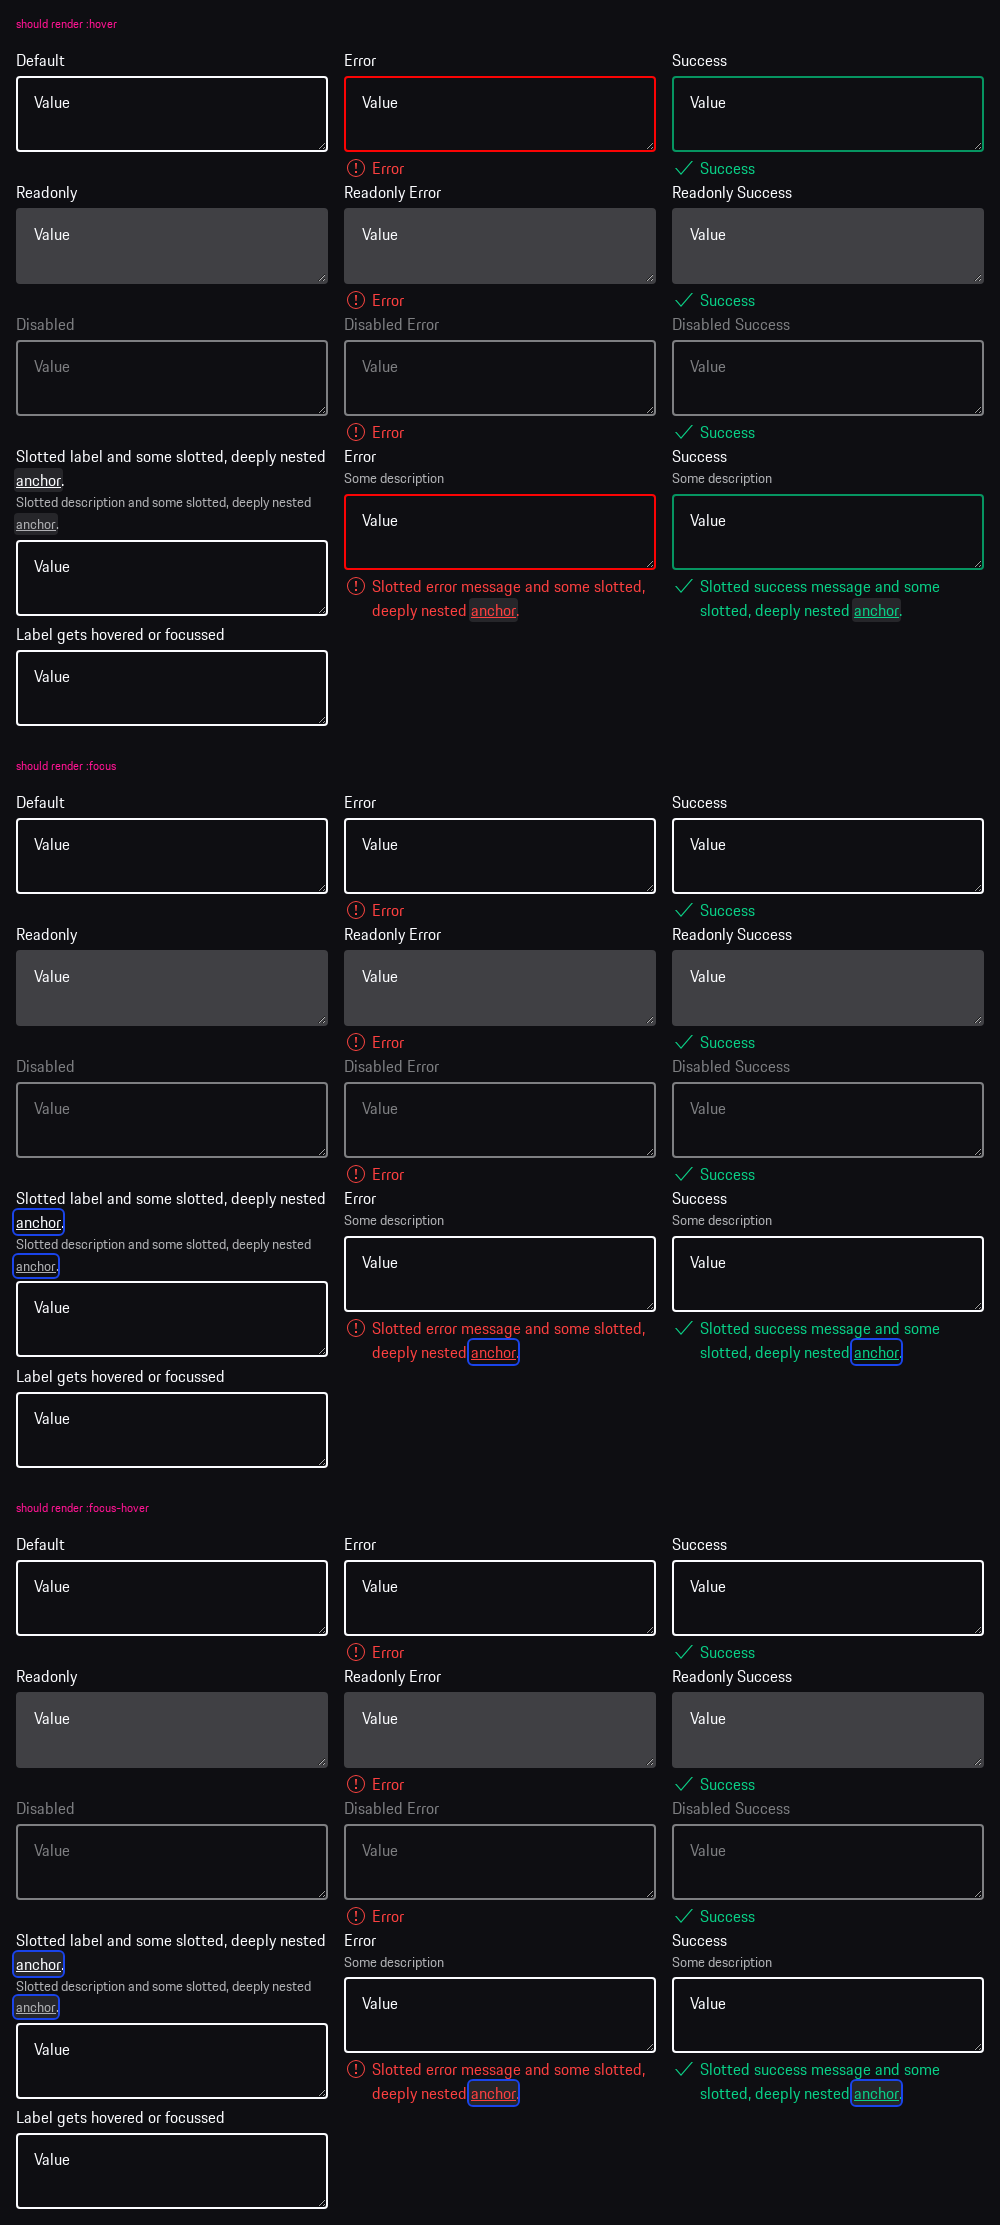 should render :hover
Default
Error
Success
Value
Value
Value
Error
Success
Readonly
Readonly Error
Readonly Success
Value
Value
Value
Error
Success
Disabled
Disabled Error
Disabled Success
Value
Value
Value
Error
Success
Slotted label and some slotted, deeply nested
anchor.
Slotted description and some slotted, deeply nested
anchor.
Value
Error
Some description
Value
Slotted error message and some slotted,
deeply nested anchor.
Success
Some description
Value
Slotted success message and some
slotted, deeply nested anchor.
Label gets hovered or focussed
Value
should render :focus
Default
Error
Success
Value
Value
Value
Error
Success
Readonly
Readonly Error
Readonly Success
Value
Value
Value
Error
Success
Disabled
Disabled Error
Disabled Success
Value
Value
Value
Error
Success
Slotted label and some slotted, deeply nested
anchor.
Slotted description and some slotted, deeply nested
anchor.
Value
Error
Some description
Value
Slotted error message and some slotted,
deeply nested anchor.
Success
Some description
Value
Slotted success message and some
slotted, deeply nested anchor.
Label gets hovered or focussed
Value
should render :focus-hover
Default
Error
Success
Value
Value
Value
Error
Success
Readonly
Readonly Error
Readonly Success
Value
Value
Value
Error
Success
Disabled
Disabled Error
Disabled Success
Value
Value
Value
Error
Success
Slotted label and some slotted, deeply nested
anchor.
Slotted description and some slotted, deeply nested
anchor.
Value
Error
Some description
Value
Slotted error message and some slotted,
deeply nested anchor.
Success
Some description
Value
Slotted success message and some
slotted, deeply nested anchor.
Label gets hovered or focussed
Value